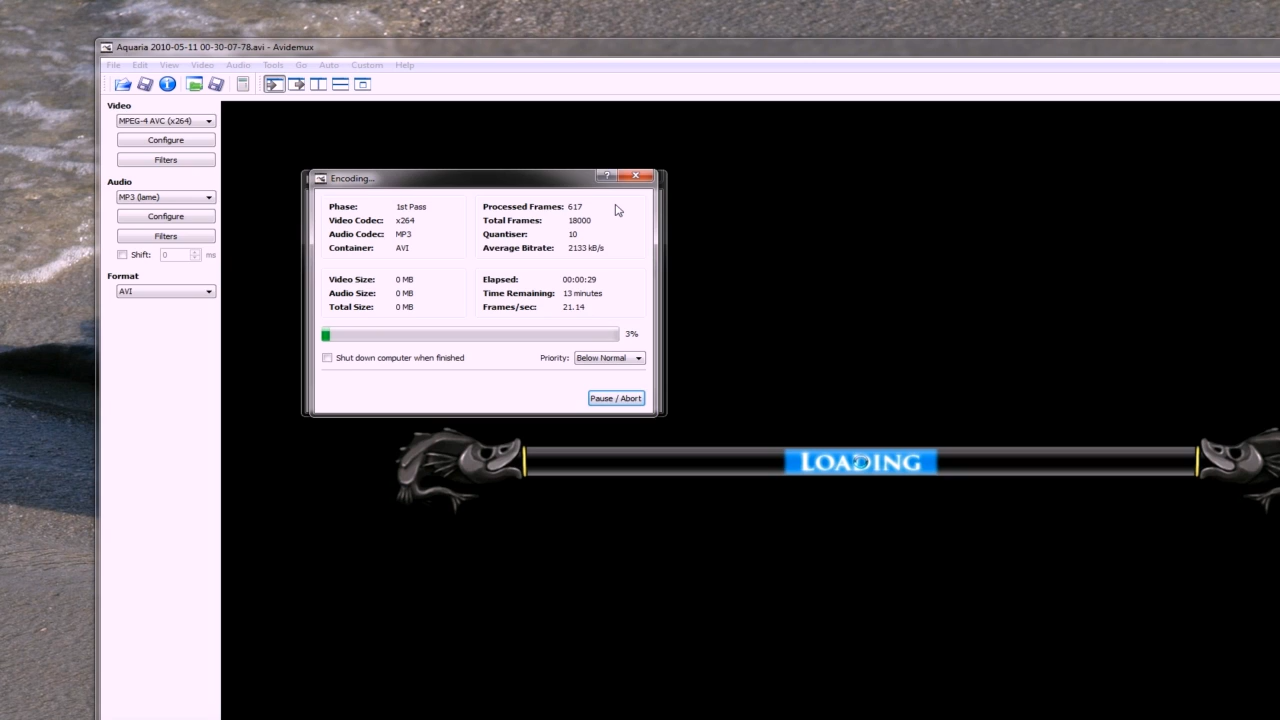 Aquaria 2010-05-11 00-30-07-78.avi - Avidemux
File Edit View Video Audio Tools Go Auto Custom Help
Video
MPEG-4 AVC (x264)
Configure
Filters
Audio
MP3 (lame)
Configure
Filters
Shift: 0 ms
Format
AVI
Encoding...
Phase: 1st Pass
Video Codec: x264
Audio Codec: MP3
Container: AVI
Processed Frames: 617
Total Frames: 18000
Quantiser: 10
Average Bitrate: 2133 kB/s
Video Size: 0 MB
Audio Size: 0 MB
Total Size: 0 MB
Elapsed: 00:00:29
Time Remaining: 13 minutes
Frames/sec: 21.14
3%
Shut down computer when finished
Priority: Below Normal
Pause / Abort
LOADING